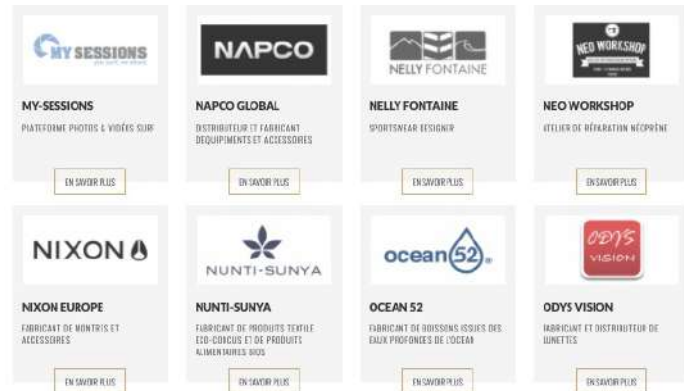 MY SESSIONS
NAPCO
NELLY FONTAINE
NEO WORKSHOP
MY-SESSIONS
NAPCO GLOBAL
NELLY FONTAINE
NEO WORKSHOP
PLATEFORME PHOTOS & VIDÉOS SURF
DISTRIBUTEUR ET FABRICANT
D'EQUIPEMENTS ET ACCESSOIRES
SPORTSWEAR DESIGNER
ATELIER DE RÉPARATION NÉOPRÈNE
EN SAVOIR PLUS
EN SAVOIR PLUS
EN SAVOIR PLUS
EN SAVOIR PLUS
NIXON
NUNTI-SUNYA
ocean 52
ODYS
VISION
NIXON EUROPE
NUNTI-SUNYA
OCEAN 52
ODYS VISION
FABRICANT DE MONTRES ET
ACCESSOIRES
FABRICANT DE PRODUITS TEXTILE
ECO-CONCUS ET DE PRODUITS
ALIMENTAIRES BIOS
FABRICANT DE BOISSONS ISSUES DES
EAUX PROFONDES DE L'OCEAN
FABRICANT ET DISTRIBUTEUR DE
LUNETTES
EN SAVOIR PLUS
EN SAVOIR PLUS
EN SAVOIR PLUS
EN SAVOIR PLUS